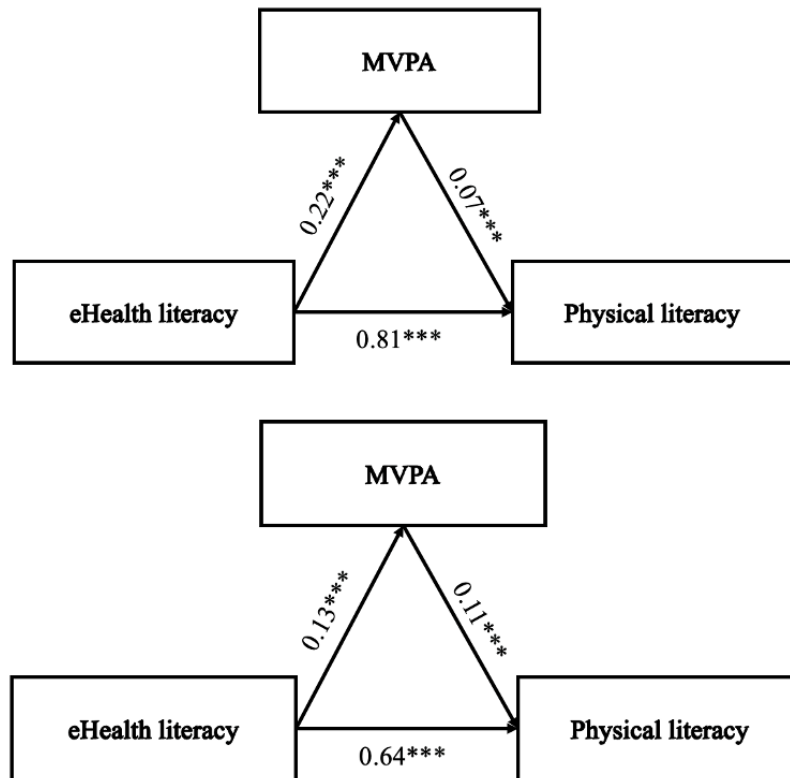 MVPA
0.22***
0.07***
eHealth literacy
Physical literacy
0.81***
MVPA
0.13***
0.11***
eHealth literacy
Physical literacy
0.64***